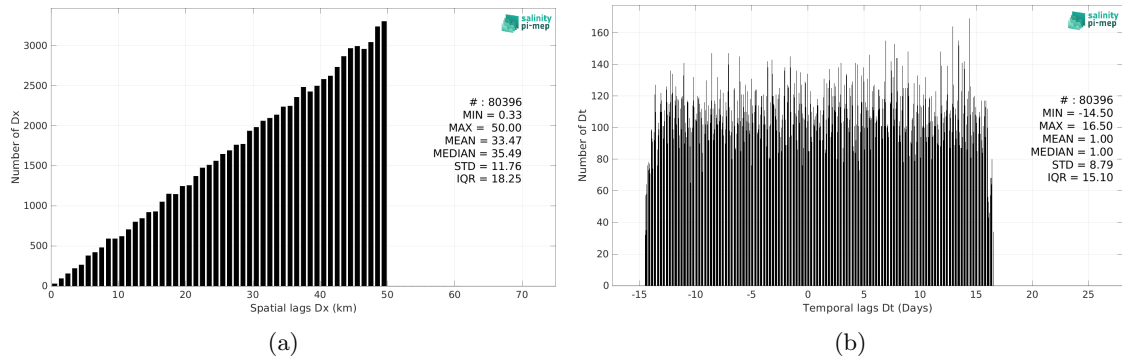 salinity
pi-mep
# : 80396
MIN = 0.33
MAX = 50.00
MEAN = 33.47
MEDIAN = 35.49
STD = 11.76
IQR = 18.25
Number of Dx
3000
2500
2000
1500
1000
500
0
0 10 20 30 40 50 60 70
Spatial lags Dx (km)
(a)
salinity
pi-mep
# : 80396
MIN = -14.50
MAX = 16.50
MEAN = 1.00
MEDIAN = 1.00
STD = 8.79
IQR = 15.10
Number of Dt
160
140
120
100
80
60
40
20
0
-15 -10 -5 0 5 10 15 20 25
Temporal lags Dt (Days)
(b)